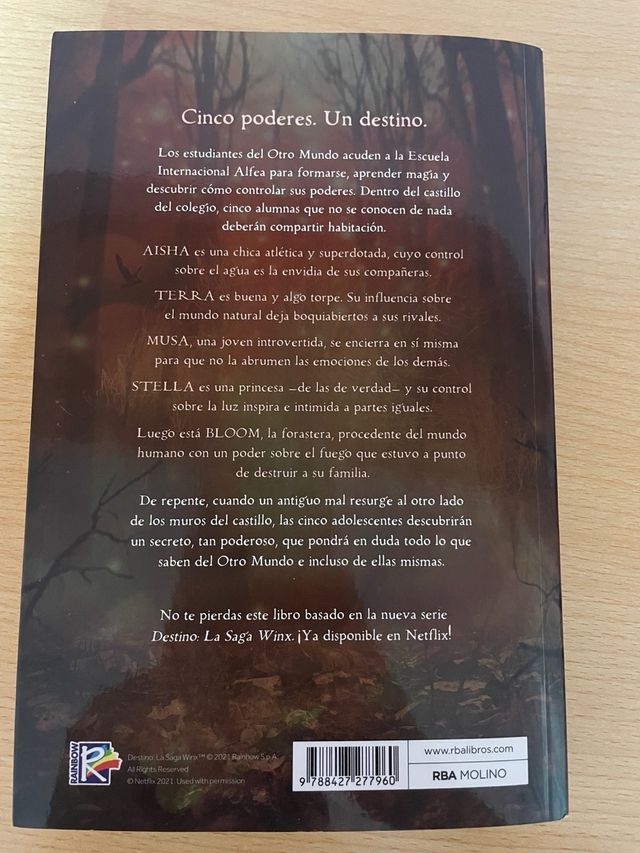 Cinco poderes. Un destino.
Los estudiantes del Otro Mundo acuden a la Escuela
Internacional Alfea para formarse, aprender magia y
descubrir cómo controlar sus poderes. Dentro del castillo
del colegio, cinco alumnas que no se conocen de nada
deberán compartir habitación.
AISHA es una chica atlética y superdotada, cuyo control
sobre el agua es la envidia de sus compañeras.
TERRA es buena y algo torpe. Su influencia sobre
el mundo natural deja boquiabiertos a sus rivales.
MUSA, una joven introvertida, se encierra en sí misma
para que no la abrumen las emociones de los demás.
STELLA es una princesa –de las de verdad– y su control
sobre la luz inspira e intimida a partes iguales.
Luego está BLOOM, la forastera, procedente del mundo
humano con un poder sobre el fuego que estuvo a punto
de destruir a su familia.
De repente, cuando un antiguo mal resurge al otro lado
de los muros del castillo, las cinco adolescentes descubrirán
un secreto, tan poderoso, que pondrá en duda todo lo que
saben del Otro Mundo e incluso de ellas mismas.
No te pierdas este libro basado en la nueva serie
Destino: La Saga Winx. ¡Ya disponible en Netflix!
RAINBOW
R
Destino: La Saga Winx™ © 2021 Rainbow S.p.A.
All Rights Reserved
© Netflix 2021. Used with permission
9 788427 277960
www.rbalibros.com
RBA MOLINO